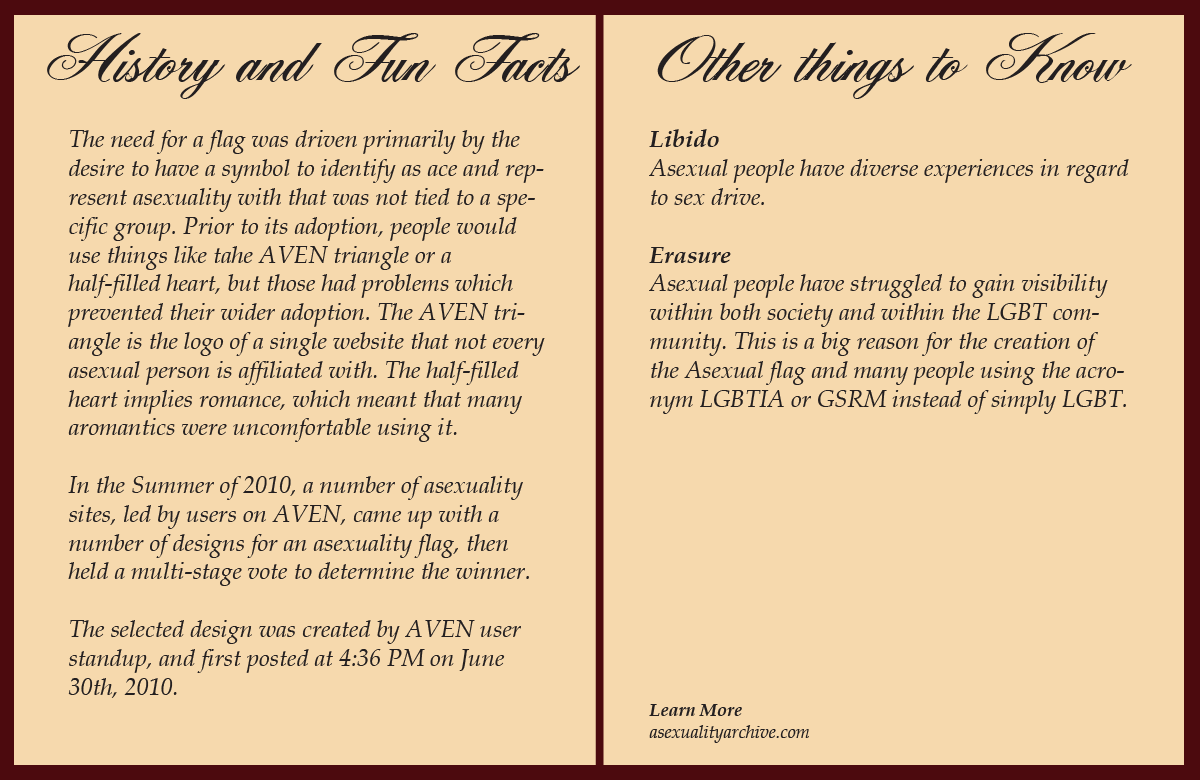 History and Fun Facts
The need for a flag was driven primarily by the
desire to have a symbol to identify as ace and rep-
resent asexuality with that was not tied to a spe-
cific group. Prior to its adoption, people would
use things like tahe AVEN triangle or a
half-filled heart, but those had problems which
prevented their wider adoption. The AVEN tri-
angle is the logo of a single website that not every
asexual person is affiliated with. The half-filled
heart implies romance, which meant that many
aromantics were uncomfortable using it.
In the Summer of 2010, a number of asexuality
sites, led by users on AVEN, came up with a
number of designs for an asexuality flag, then
held a multi-stage vote to determine the winner.
The selected design was created by AVEN user
standup, and first posted at 4:36 PM on June
30th, 2010.
Other things to Know
Libido
Asexual people have diverse experiences in regard
to sex drive.
Erasure
Asexual people have struggled to gain visibility
within both society and within the LGBT com-
munity. This is a big reason for the creation of
the Asexual flag and many people using the acro-
nym LGBTIA or GSRM instead of simply LGBT.
Learn More
asexualityarchive.com